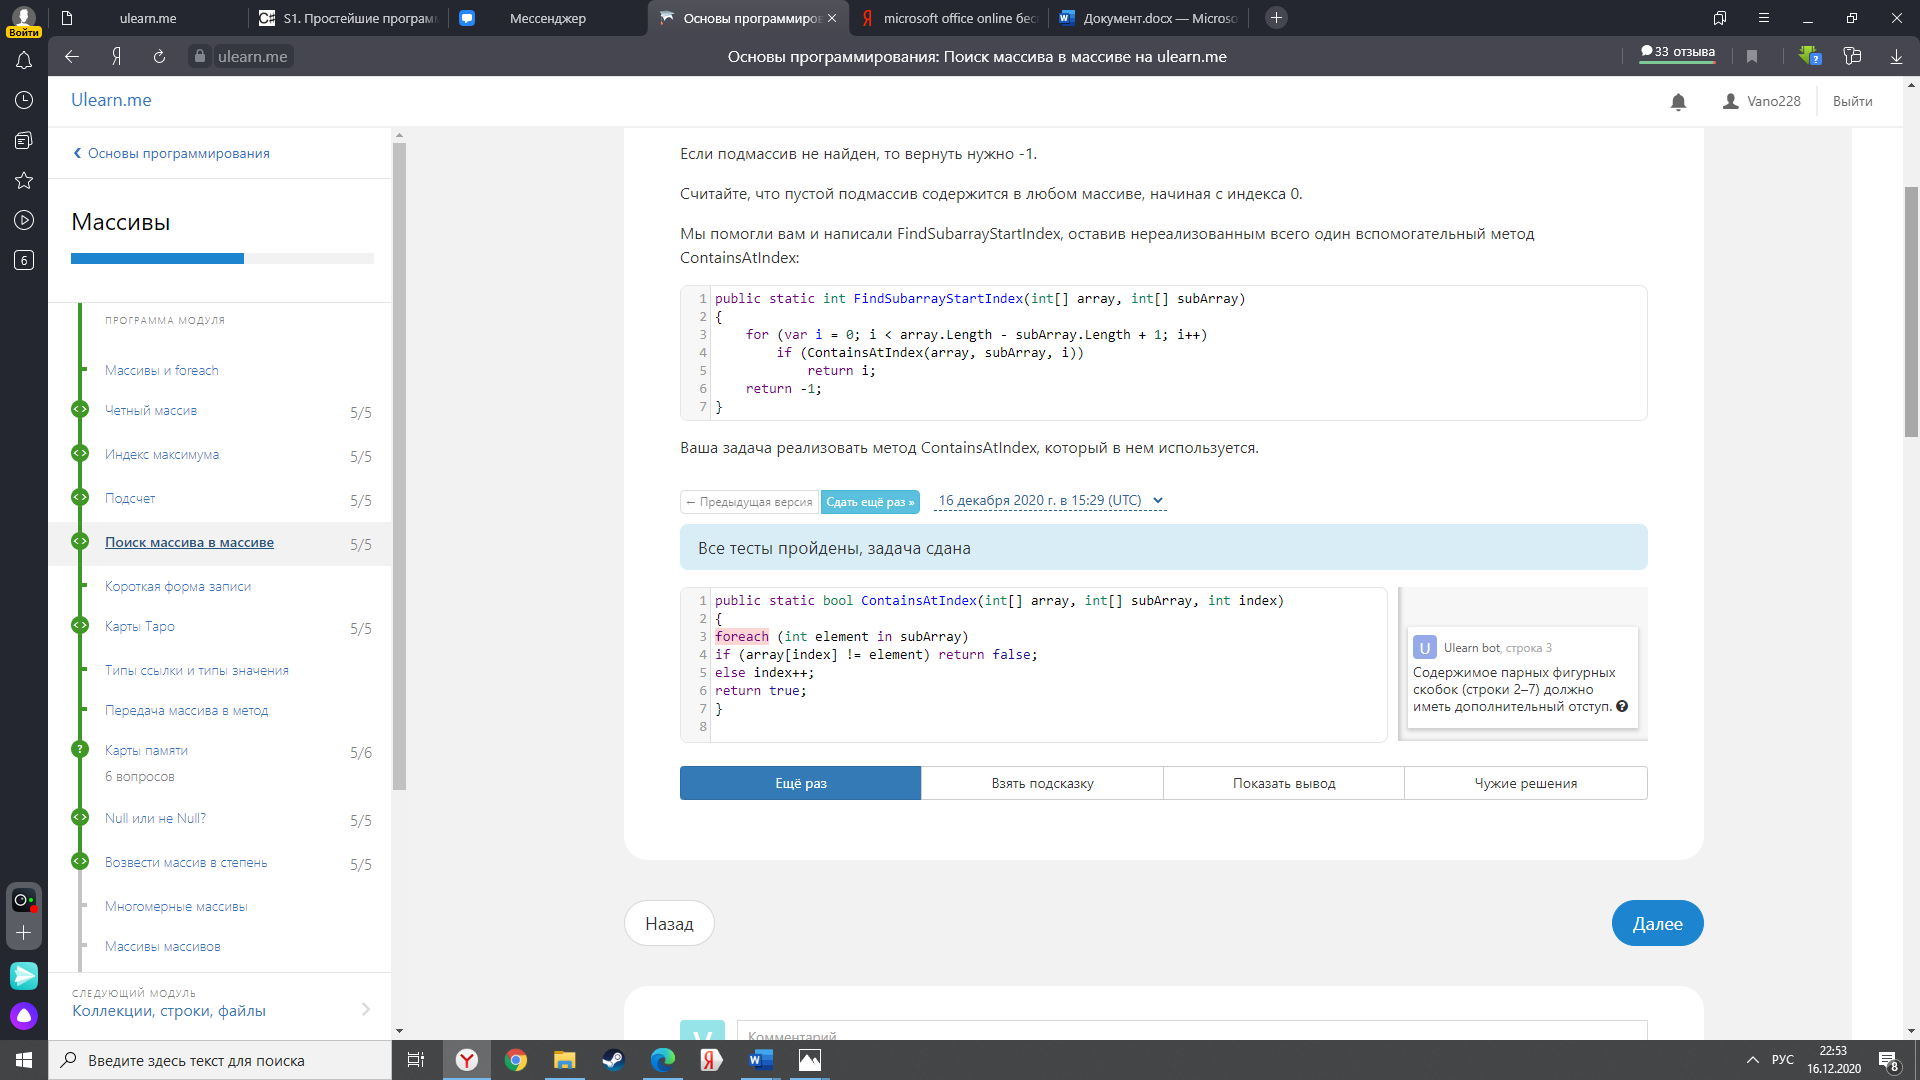 Войти
ulearn.me
S1. Простейшие програм
Мессенджер
Основы программиров
microsoft office online бес
Документ.docx — Microso
ulearn.me
Основы программирования: Поиск массива в массиве на ulearn.me
33 отзыва
6
Ulearn.me
Vano228
Выйти
Основы программирования
Массивы
ПРОГРАММА МОДУЛЯ
Массивы и foreach
Четный массив 5/5
Индекс максимума 5/5
Подсчет 5/5
Поиск массива в массиве 5/5
Короткая форма записи
Карты Таро 5/5
Типы ссылки и типы значения
Передача массива в метод
Карты памяти 5/6
6 вопросов
Null или не Null? 5/5
Возвести массив в степень 5/5
Многомерные массивы
Массивы массивов
СЛЕДУЮЩИЙ МОДУЛЬ
Коллекции, строки, файлы
Если подмассив не найден, то вернуть нужно -1.
Считайте, что пустой подмассив содержится в любом массиве, начиная с индекса 0.
Мы помогли вам и написали FindSubarrayStartIndex, оставив нереализованным всего один вспомогательный метод
ContainsAtIndex:
1 public static int FindSubarrayStartIndex(int[] array, int[] subArray)
2 {
3 for (var i = 0; i < array.Length - subArray.Length + 1; i++)
4 if (ContainsAtIndex(array, subArray, i))
5 return i;
6 return -1;
7 }
Ваша задача реализовать метод ContainsAtIndex, который в нем используется.
← Предыдущая версия Сдать ещё раз » 16 декабря 2020 г. в 15:29 (UTC)
Все тесты пройдены, задача сдана
1 public static bool ContainsAtIndex(int[] array, int[] subArray, int index)
2 {
3 foreach (int element in subArray)
4 if (array[index] != element) return false;
5 else index++;
6 return true;
7 }
8
U Ulearn bot, строка 3
Содержимое парных фигурных
скобок (строки 2–7) должно
иметь дополнительный отступ.
Ещё раз Взять подсказку Показать вывод Чужие решения
Назад Далее
Комментарий
Введите здесь текст для поиска
РУС
22:53
16.12.2020
8